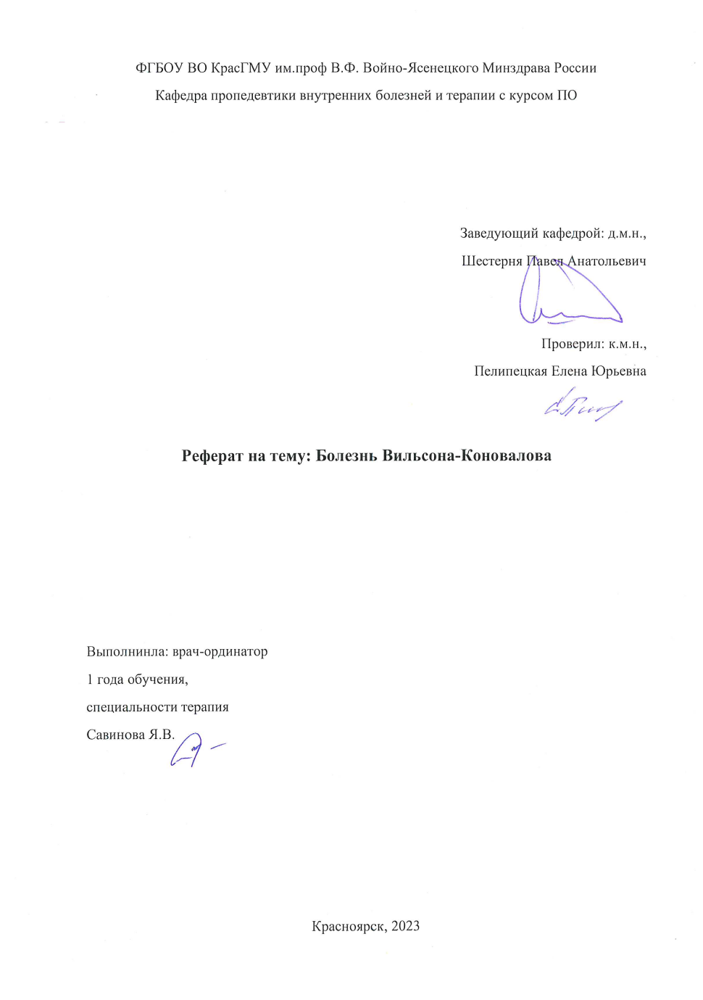 ФГБОУ ВО КрасГМУ им.проф В.Ф. Войно-Ясенецкого Минздрава России
Кафедра пропедевтики внутренних болезней и терапии с курсом ПО
Заведующий кафедрой: д.м.н.,
Шестерня Павел Анатольевич
Проверил: к.м.н.,
Пелипецкая Елена Юрьевна
Реферат на тему: Болезнь Вильсона-Коновалова
Выполнинла: врач-ординатор
1 года обучения,
специальности терапия
Савинова Я.В.
Красноярск, 2023